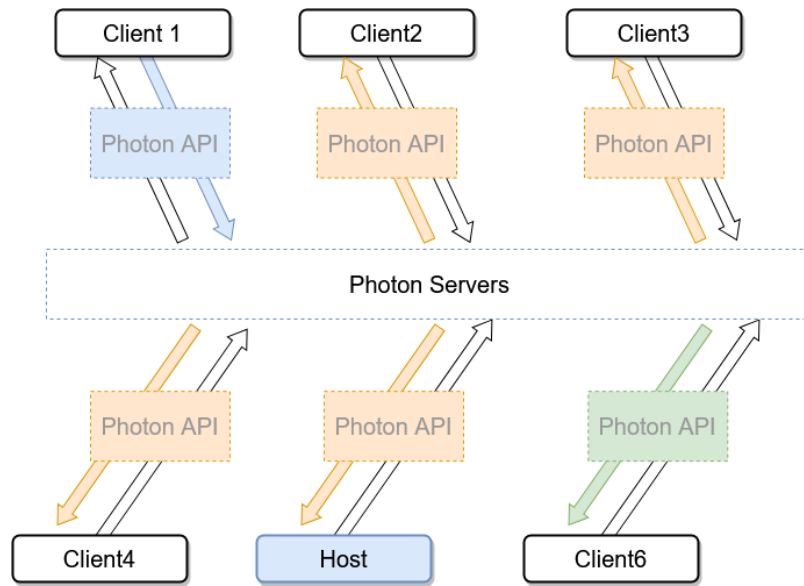 Client 1
Client2
Client3
Photon API
Photon API
Photon API
Photon Servers
Photon API
Photon API
Photon API
Client4
Host
Client6